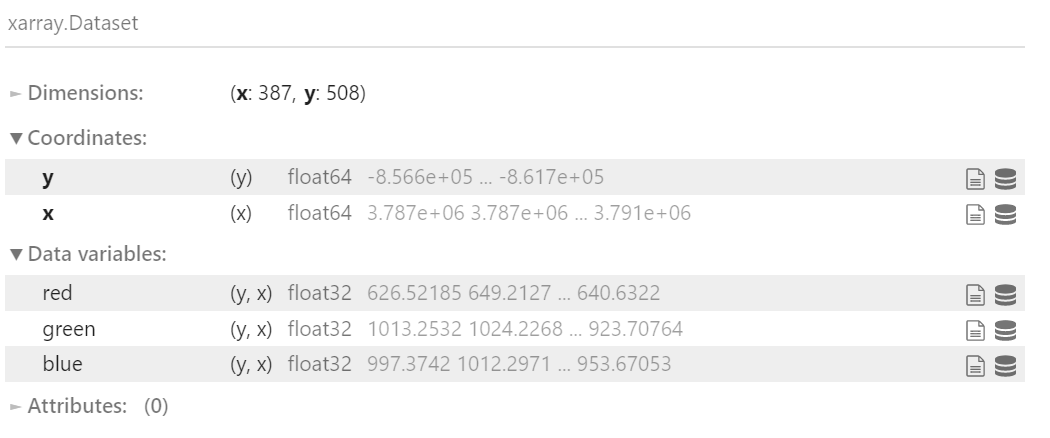 xarray.Dataset
► Dimensions: (x: 387, y: 508)
▼ Coordinates:
y (y) float64 -8.566e+05 ... -8.617e+05
x (x) float64 3.787e+06 3.787e+06 ... 3.791e+06
▼ Data variables:
red (y, x) float32 626.52185 649.2127 ... 640.6322
green (y, x) float32 1013.2532 1024.2268 ... 923.70764
blue (y, x) float32 997.3742 1012.2971 ... 953.67053
► Attributes: (0)